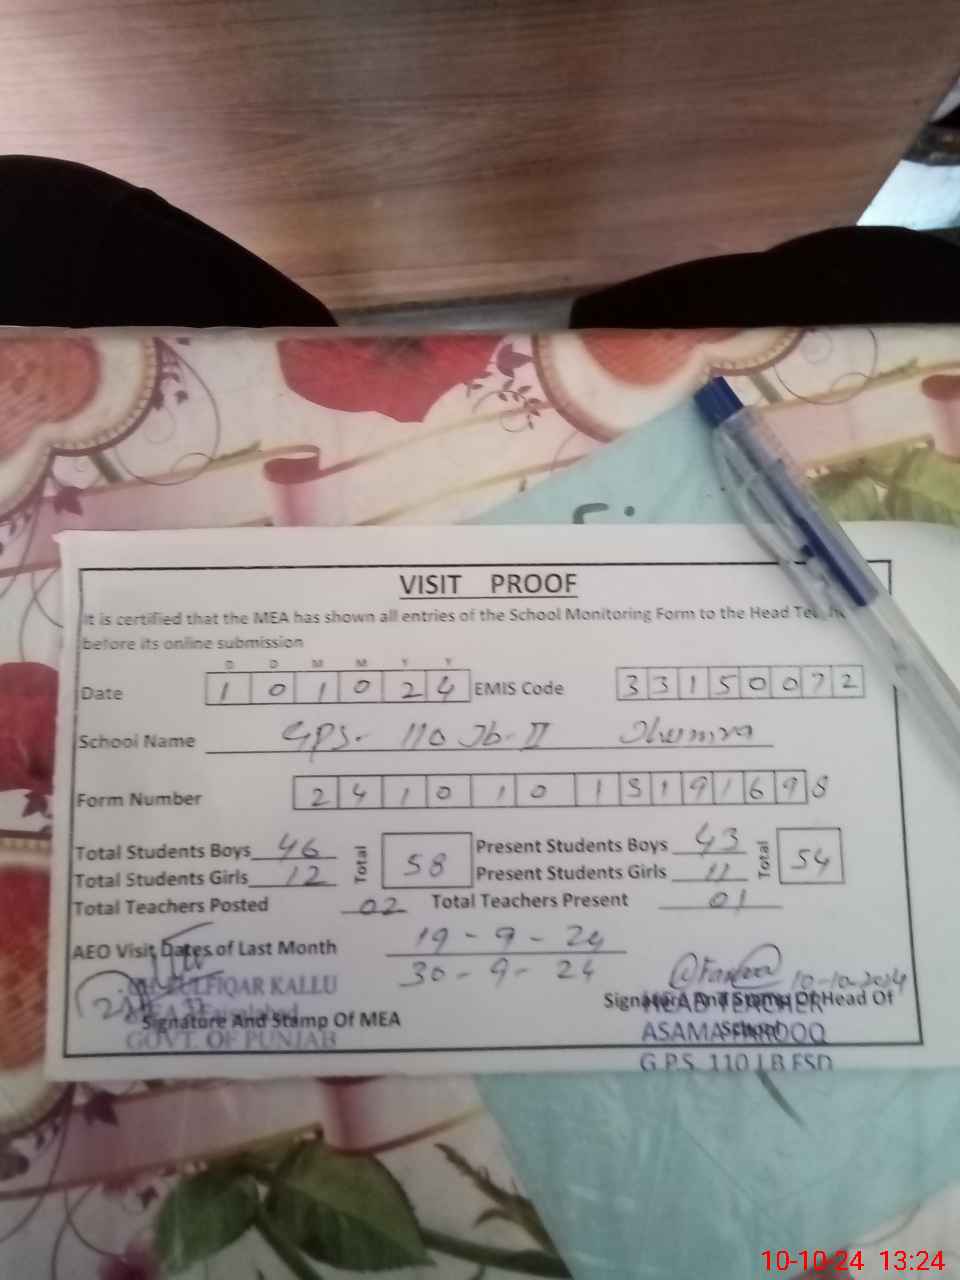 VISIT PROOF
It is certified that the MEA has shown all entries of the School Monitoring Form to the Head
before its online submission
D D M M Y Y
Date 1 0 1 0 2 4 EMIS Code 3 3 1 5 0 0 7 2
School Name GPS- 110 Jb-II Jhumra
Form Number 2 4 1 0 1 0 1 3 1 9 1 6 9 8
Total Students Boys 46 Total 58 Present Students Boys 43 Total 54
Total Students Girls 12 Present Students Girls 11
Total Teachers Posted 02 Total Teachers Present 01
AEO Visit Dates of Last Month 19-9-24
30-9-24
10-10-2024
KALLU
Signature And Stamp Of MEA
GOVT. OF PUNJAB
Signature And Stamp Of Head Of
School
HEAD TEACHER
ASAMA FAROOQ
G.P.S. 110 J.B FSD
10-10-24 13:24